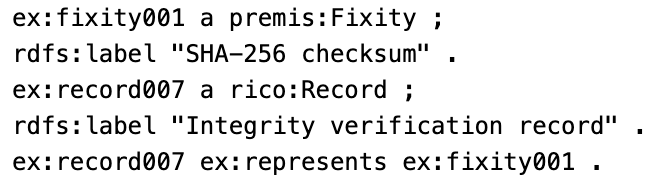 ex:fixity001 a premis:Fixity ;
rdfs:label "SHA-256 checksum" .
ex:record007 a rico:Record ;
rdfs:label "Integrity verification record" .
ex:record007 ex:represents ex:fixity001 .